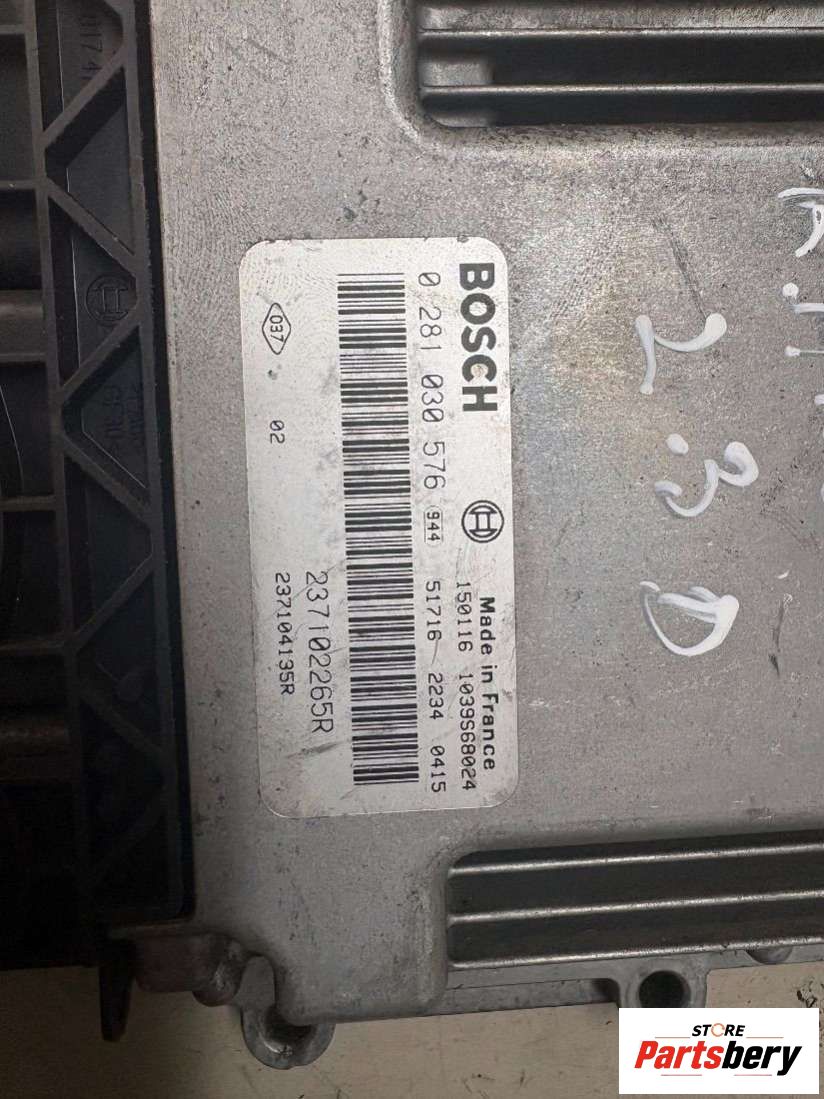 BOSCH
Made in France
150116 1039S68024
0 281 030 576 944 51716 2234 0415
237102265R
037 02 237104135R
2.3 D
STORE
Partsbery